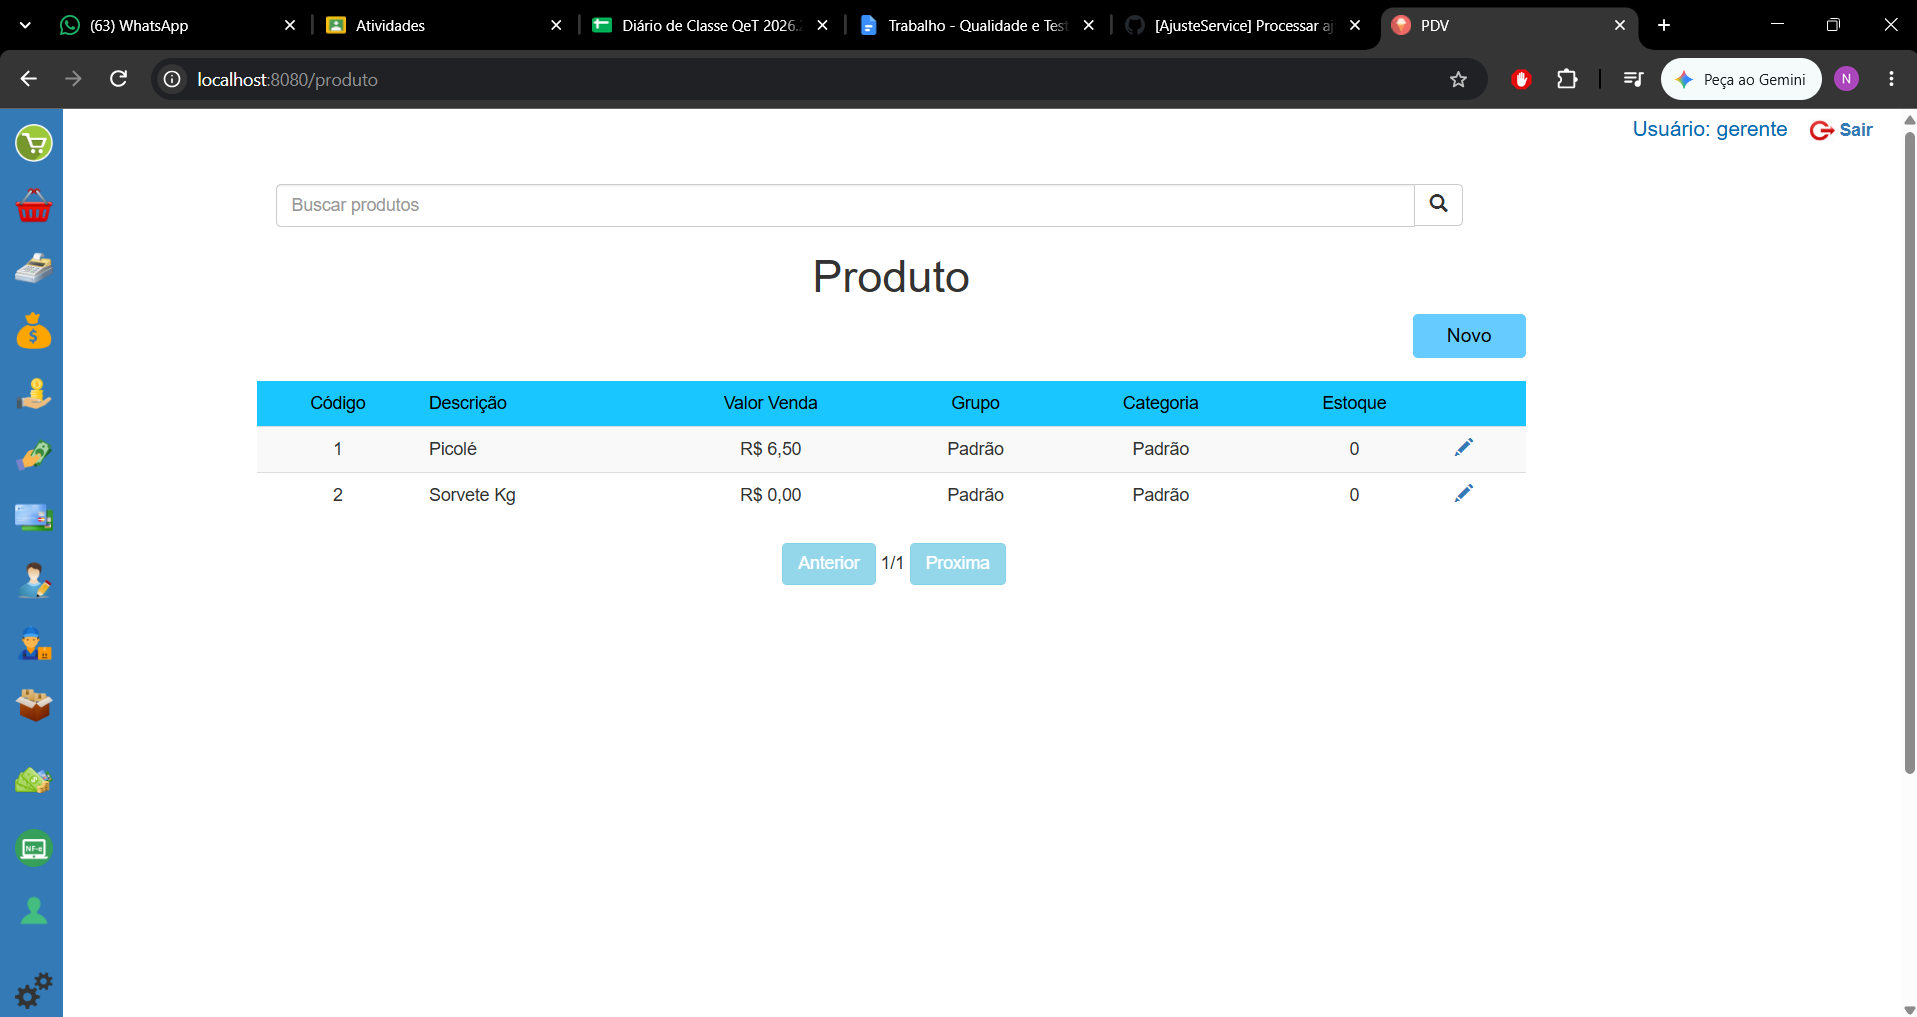 (63) WhatsApp
Atividades
Diário de Classe QeT 2026.
Trabalho - Qualidade e Test
[AjusteService] Processar aj
PDV
localhost:8080/produto
Peça ao Gemini
N
Usuário: gerente
Sair
Buscar produtos
Produto
Novo
Código Descrição Valor Venda Grupo Categoria Estoque
1 Picolé R$ 6,50 Padrão Padrão 0
2 Sorvete Kg R$ 0,00 Padrão Padrão 0
Anterior 1/1 Proxima
NF-e